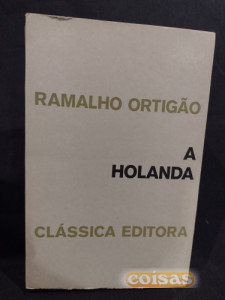 RAMALHO ORTIGÃO
A
HOLANDA
CLÁSSICA EDITORA
coisas